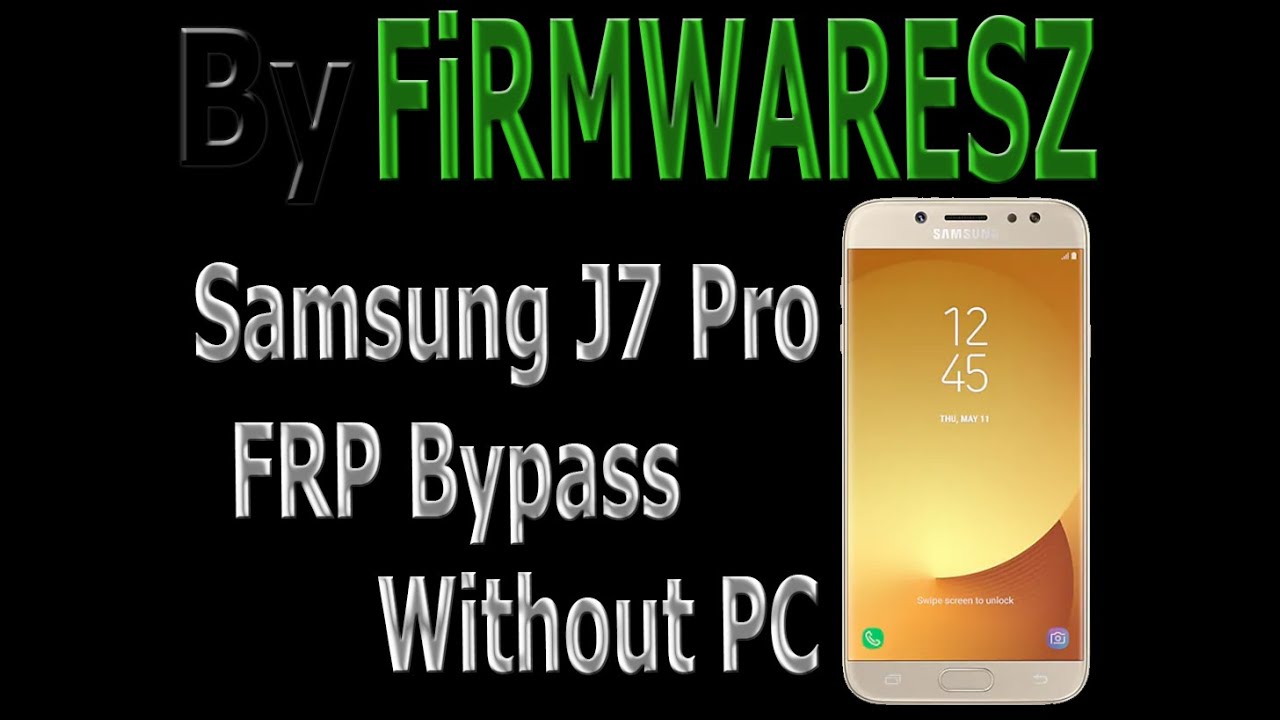 By FiRMWARESZ
Samsung J7 Pro
FRP Bypass
Without PC
SAMSUNG
12
45
THU, MAY 11
Swipe screen to unlock